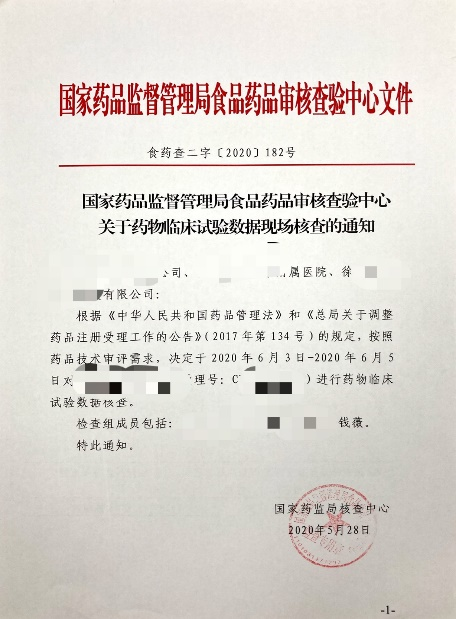 国家药品监督管理局食品药品审核查验中心文件
食药查二字〔2020〕182号
国家药品监督管理局食品药品审核查验中心
关于药物临床试验数据现场核查的通知
公司、 属医院、徐
有限公司:
根据《中华人民共和国药品管理法》和《总局关于调整
药品注册受理工作的公告》(2017年第134号)的规定,按照
药品技术审评需求,决定于2020年6月3日-2020年6月5
日对 理号:C )进行药物临床
试验数据核查。
检查组成员包括: 钱薇。
特此通知。
国家药监局核查中心
2020年5月28日
-1-